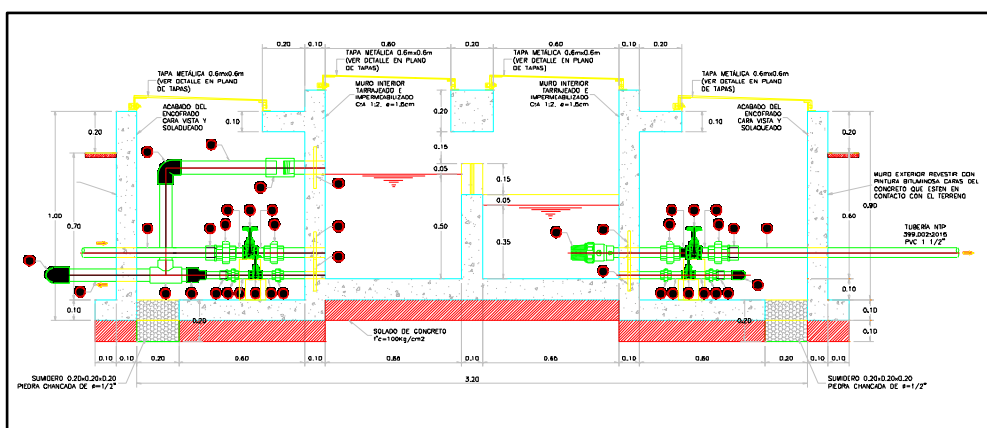 0.20
0.10
0.60
0.20
0.60
0.10
0.20
TAPA METÁLICA 0.6mx0.6m
(VER DETALLE EN PLANO
DE TAPAS)
TAPA METÁLICA 0.6mx0.6m
(VER DETALLE EN PLANO
DE TAPAS)
TAPA METÁLICA 0.6mx0.6m
(VER DETALLE EN PLANO
DE TAPAS)
TAPA METÁLICA 0.6mx0.6m
(VER DETALLE EN PLANO
DE TAPAS)
MURO INTERIOR
TARRAJEADO E
IMPERMEABILIZADO
C:A 1:2, e=1.5cm
MURO INTERIOR
TARRAJEADO E
IMPERMEABILIZADO
C:A 1:2, e=1.5cm
ACABADO DEL
ENCOFRADO
CARA VISTA Y
SOLAQUEADO
ACABADO DEL
ENCOFRADO
CARA VISTA Y
SOLAQUEADO
0.20
0.10
0.20
0.15
0.05
0.50
0.15
0.05
0.35
0.10
0.20
1.00
0.70
0.10
0.60
0.90
0.10
0.10
MURO EXTERIOR REVESTIR CON
PINTURA BITUMINOSA CARAS DEL
CONCRETO QUE ESTEN EN
CONTACTO CON EL TERRENO
TUBERÍA NTP
399.002:2015
PVC 1 1/2"
0.20
0.20
SOLADO DE CONCRETO
f'c=100Kg/cm2
0.10
0.10
0.20
0.60
0.10
0.10
0.10
0.20
0.10
0.10
3.20
SUMIDERO 0.20x0.20x0.20
PIEDRA CHANCADA DE ø=1/2"
SUMIDERO 0.20x0.20x0.20
PIEDRA CHANCADA DE ø=1/2"